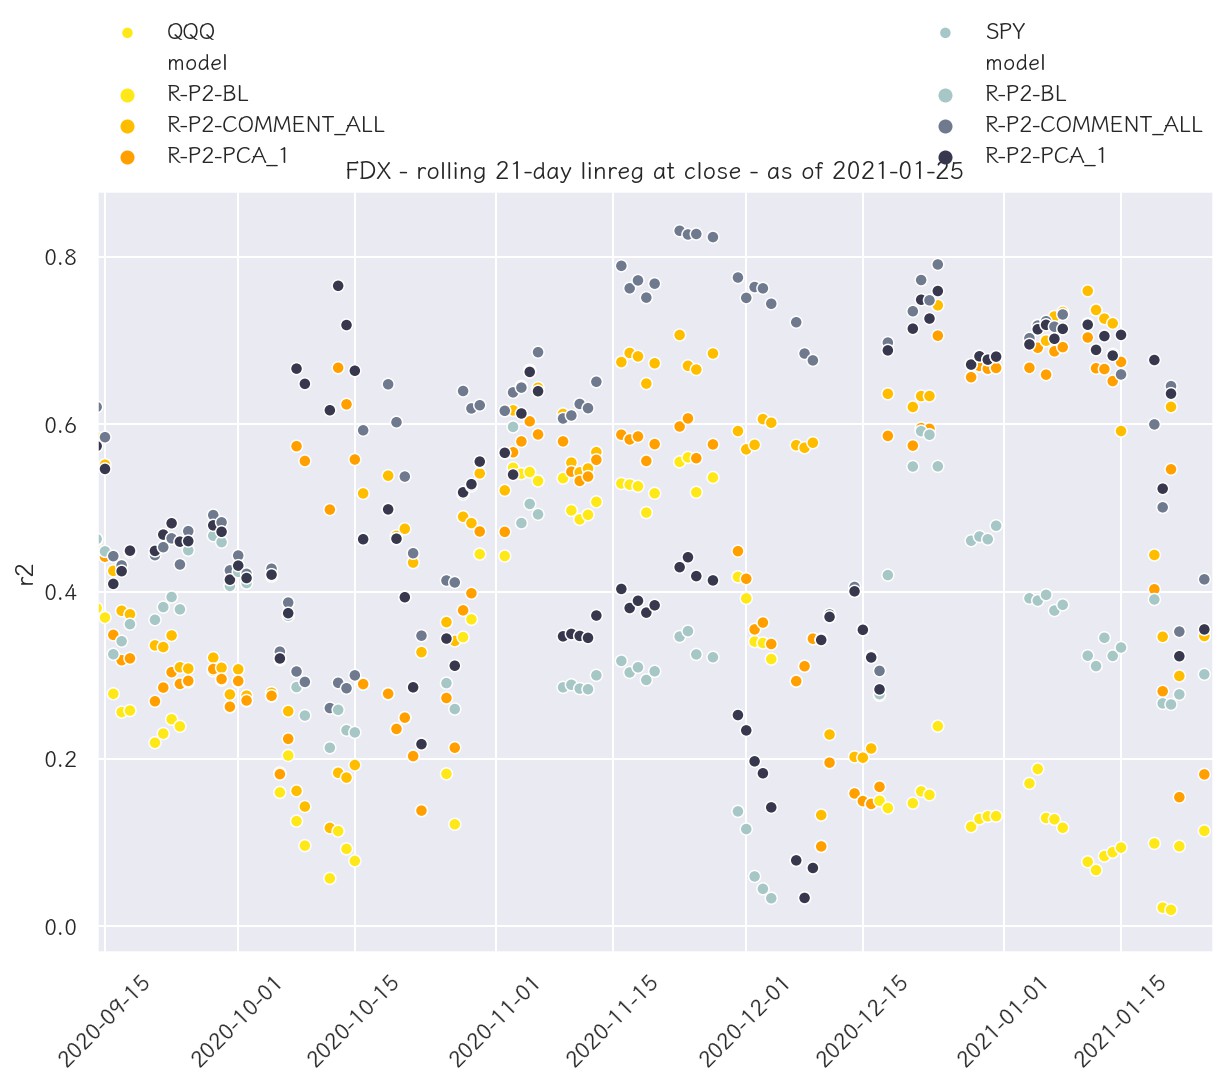 QQQ
model
R-P2-BL
R-P2-COMMENT_ALL
R-P2-PCA_1
SPY
model
R-P2-BL
R-P2-COMMENT_ALL
R-P2-PCA_1
FDX - rolling 21-day linreg at close - as of 2021-01-25
r2
0.8
0.6
0.4
0.2
0.0
2020-09-15
2020-10-01
2020-10-15
2020-11-01
2020-11-15
2020-12-01
2020-12-15
2021-01-01
2021-01-15